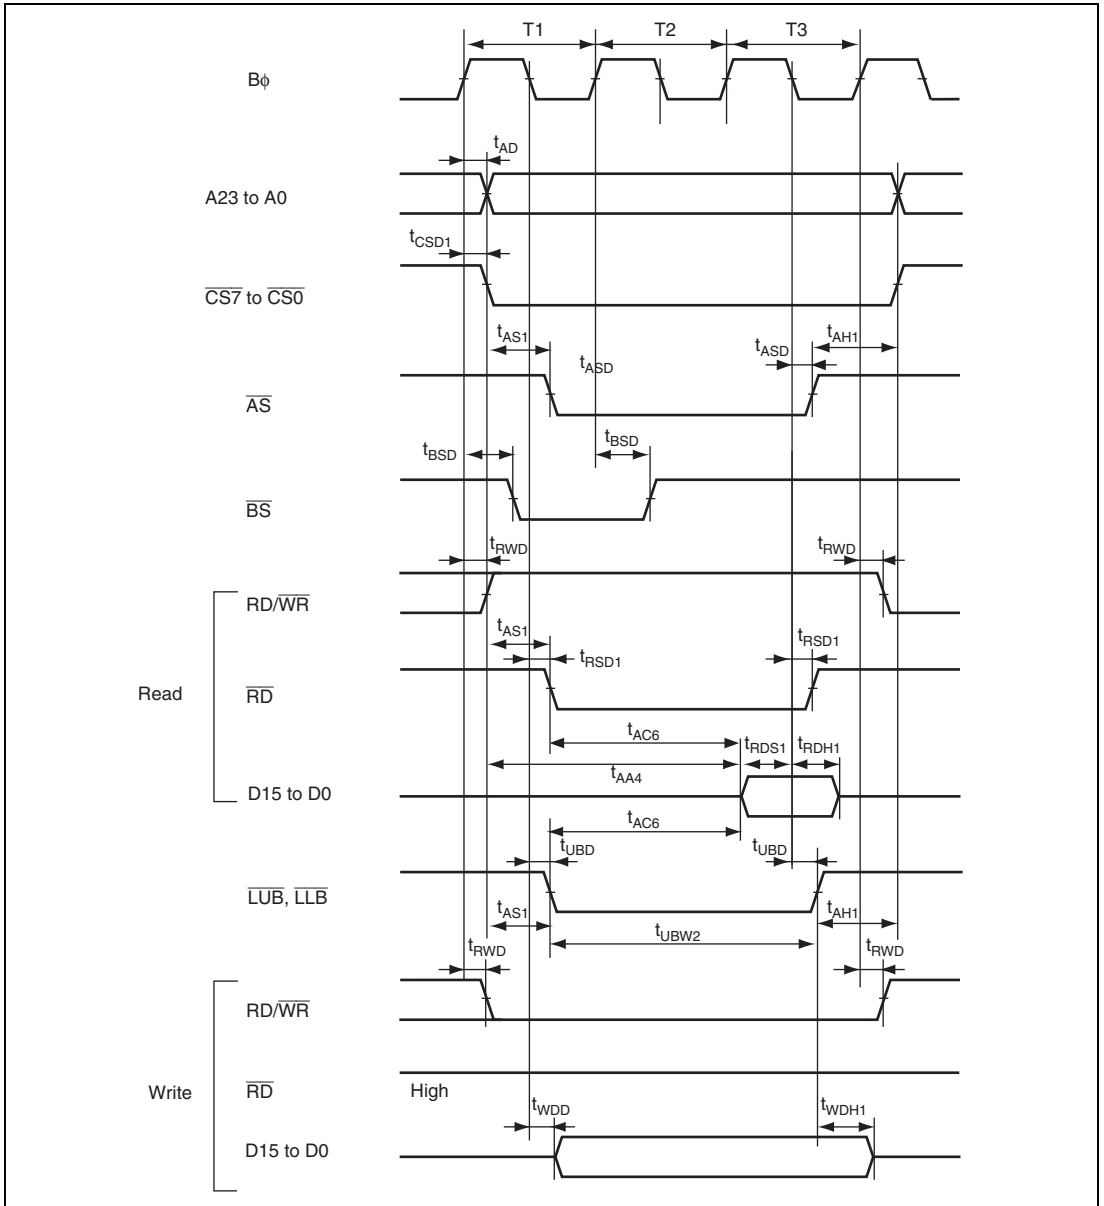 T1 T2 T3
Bφ
tAD
A23 to A0
tCSD1
CS7 to CS0
tAS1 tASD tASD tAH1
AS
tBSD tBSD
BS
tRWD tRWD
RD/WR
tAS1 tRSD1 tRSD1
Read
RD
tAC6
tRDS1 tRDH1
tAA4
D15 to D0
tAC6
tUBD tUBD
LUB, LLB
tAS1 tUBW2 tAH1
tRWD tRWD
RD/WR
Write
RD
High
tWDD tWDH1
D15 to D0